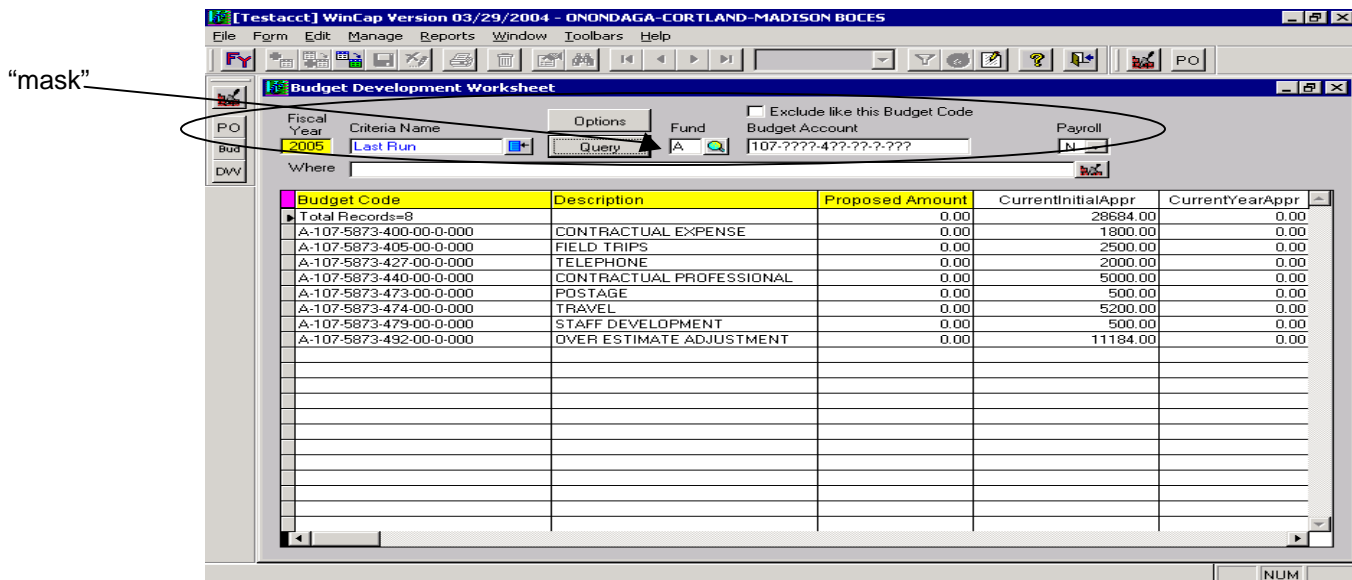 [Testacct] WinCap Version 03/29/2004 - ONONDAGA-CORTLAND-MADISON BOCES
File Form Edit Manage Reports Window Toolbars Help
FY PO
“mask”
Budget Development Worksheet
PO
Bud
DVV
Fiscal Year Criteria Name Options Fund Exclude like this Budget Code Budget Account Payroll
2005 Last Run Query A 107-????-4??-??-?-??? N
Where
Budget Code Description Proposed Amount CurrentInitialAppr CurrentYearAppr
Total Records=8 0.00 28684.00 0.00
A-107-5873-400-00-0-000 CONTRACTUAL EXPENSE 0.00 1800.00 0.00
A-107-5873-405-00-0-000 FIELD TRIPS 0.00 2500.00 0.00
A-107-5873-427-00-0-000 TELEPHONE 0.00 2000.00 0.00
A-107-5873-440-00-0-000 CONTRACTUAL PROFESSIONAL 0.00 5000.00 0.00
A-107-5873-473-00-0-000 POSTAGE 0.00 500.00 0.00
A-107-5873-474-00-0-000 TRAVEL 0.00 5200.00 0.00
A-107-5873-479-00-0-000 STAFF DEVELOPMENT 0.00 500.00 0.00
A-107-5873-492-00-0-000 OVER ESTIMATE ADJUSTMENT 0.00 11184.00 0.00
NUM